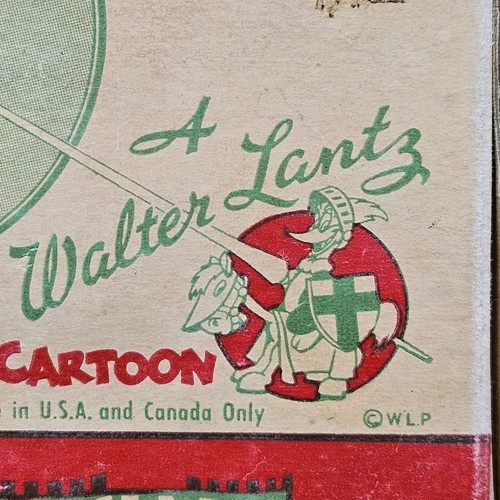 A
Walter Lantz
CARTOON
in U.S.A. and Canada Only
© W.L.P